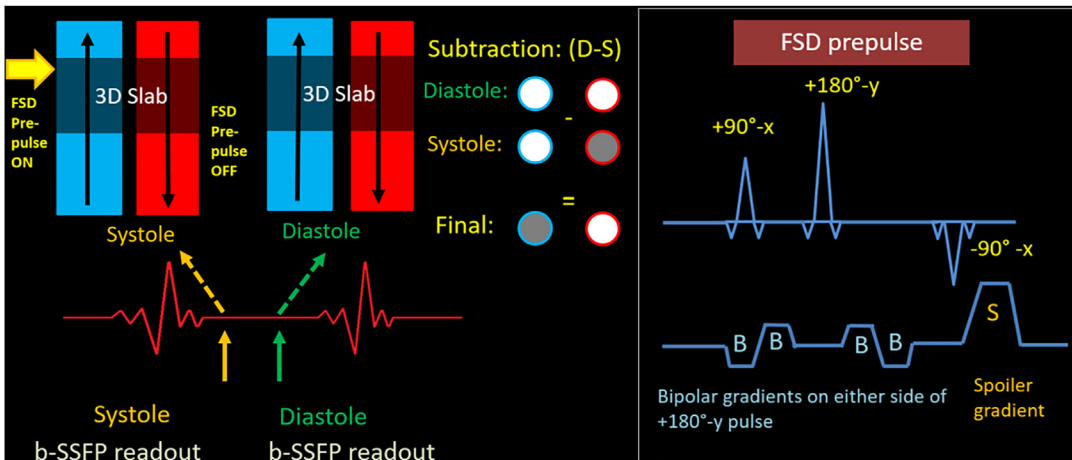 FSD
Pre-
pulse
ON
3D Slab
FSD
Pre-
pulse
OFF
3D Slab
Systole
Diastole
Subtraction: (D-S)
Diastole:
-
Systole:
=
Final:
Systole
b-SSFP readout
Diastole
b-SSFP readout
FSD prepulse
+90°-x
+180°-y
-90° -x
B
B
B
B
S
Bipolar gradients on either side of
+180°-y pulse
Spoiler
gradient